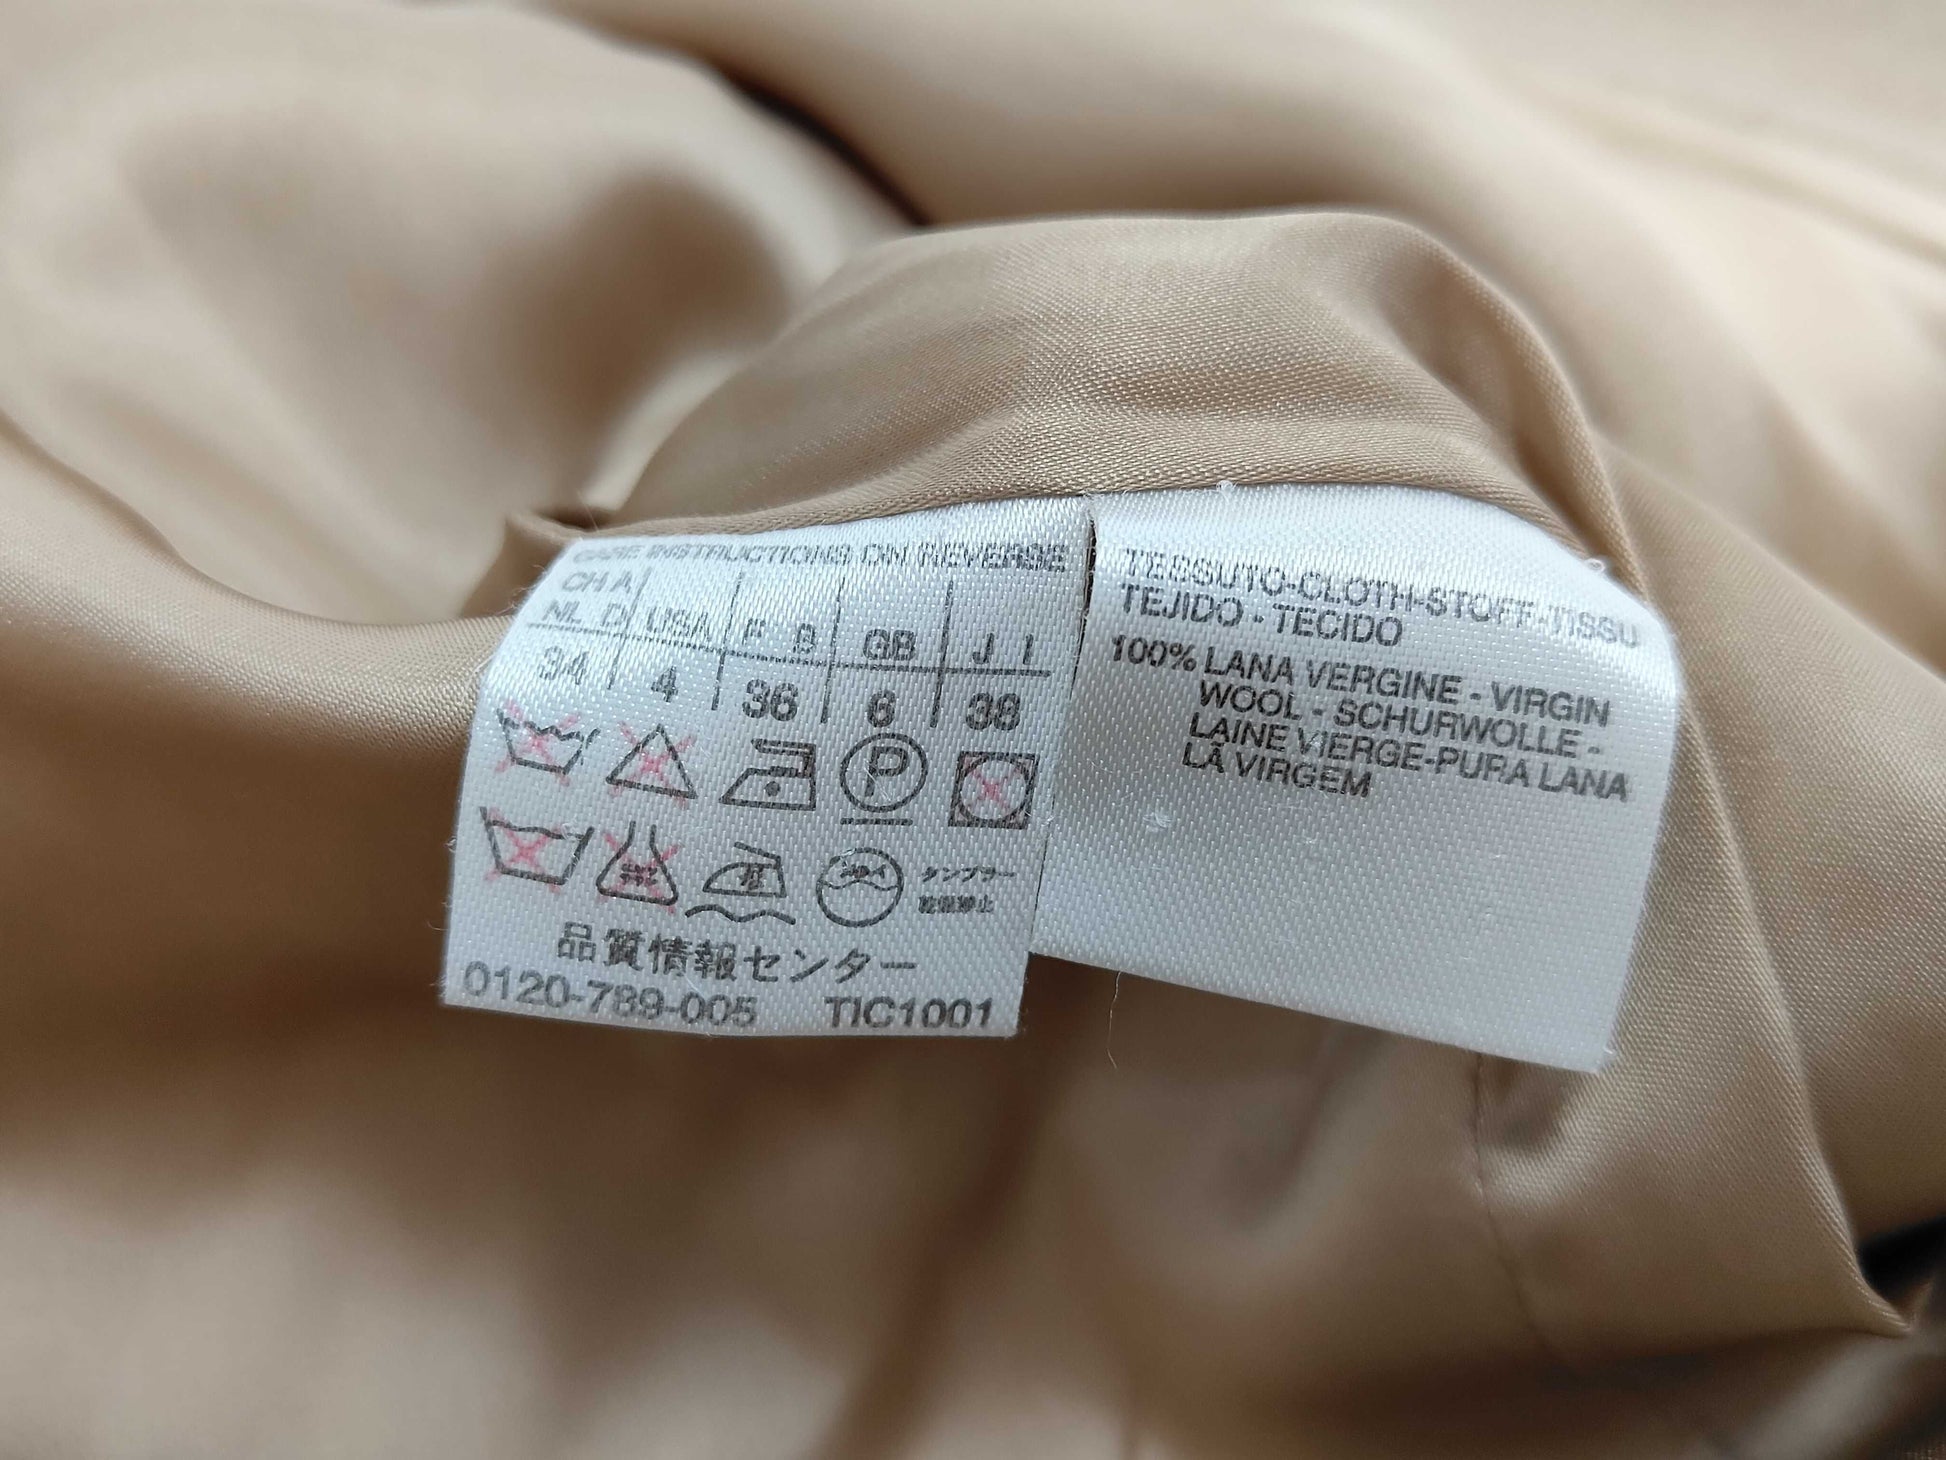 CARE INSTRUCTIONS ON REVERSE
CH A
NL D USA F B GB J I
34 4 36 6 38
P
タンブラー
乾燥禁止
品質情報センター
0120-789-005 TIC1001
TESSUTO-CLOTH-STOFF-TISSU
TEJIDO - TECIDO
100% LANA VERGINE - VIRGIN
WOOL - SCHURWOLLE -
LAINE VIERGE-PURA LANA
LÃ VIRGEM